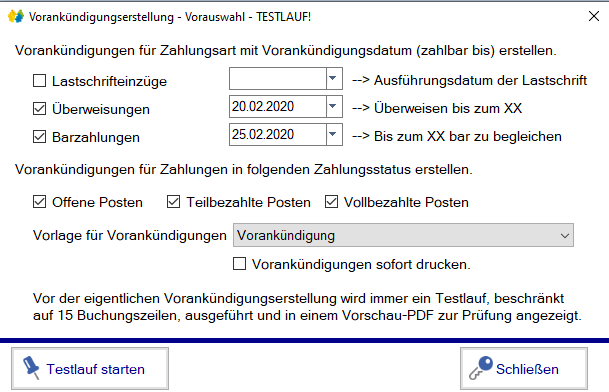 Vorankündigungserstellung - Vorauswahl - TESTLAUF!
Vorankündigungen für Zahlungsart mit Vorankündigungsdatum (zahlbar bis) erstellen.
Lastschrifteinzüge --> Ausführungsdatum der Lastschrift
Überweisungen 20.02.2020 --> Überweisen bis zum XX
Barzahlungen 25.02.2020 --> Bis zum XX bar zu begleichen
Vorankündigungen für Zahlungen in folgenden Zahlungsstatus erstellen.
Offene Posten Teilbezahlte Posten Vollbezahlte Posten
Vorlage für Vorankündigungen Vorankündigung
Vorankündigungen sofort drucken.
Vor der eigentlichen Vorankündigungserstellung wird immer ein Testlauf, beschränkt
auf 15 Buchungszeilen, ausgeführt und in einem Vorschau-PDF zur Prüfung angezeigt.
Testlauf starten Schließen